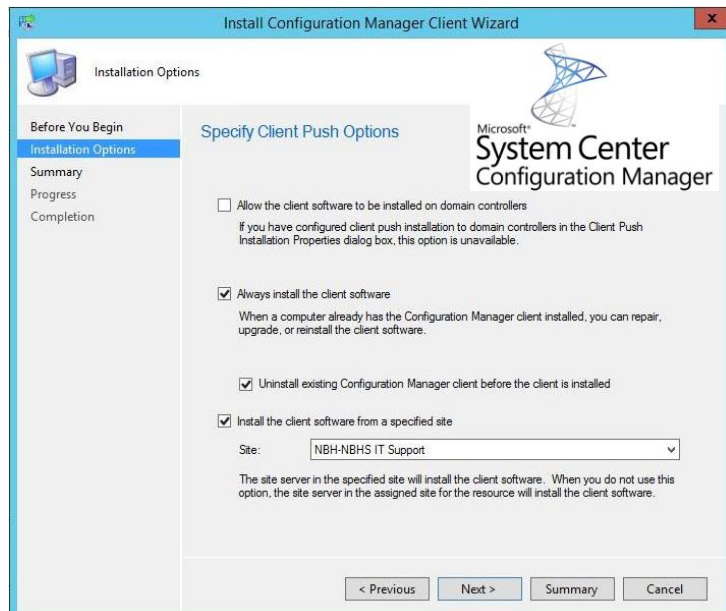 Install Configuration Manager Client Wizard
x
Installation Options
Before You Begin
Installation Options
Summary
Progress
Completion
Specify Client Push Options
Microsoft®
System Center
Configuration Manager
Allow the client software to be installed on domain controllers
If you have configured client push installation to domain controllers in the Client Push
Installation Properties dialog box, this option is unavailable.
Always install the client software
When a computer already has the Configuration Manager client installed, you can repair,
upgrade, or reinstall the client software.
Uninstall existing Configuration Manager client before the client is installed
Install the client software from a specified site
Site: NBH-NBHS IT Support
The site server in the specified site will install the client software. When you do not use this
option, the site server in the assigned site for the resource will install the client software.
< Previous Next > Summary Cancel